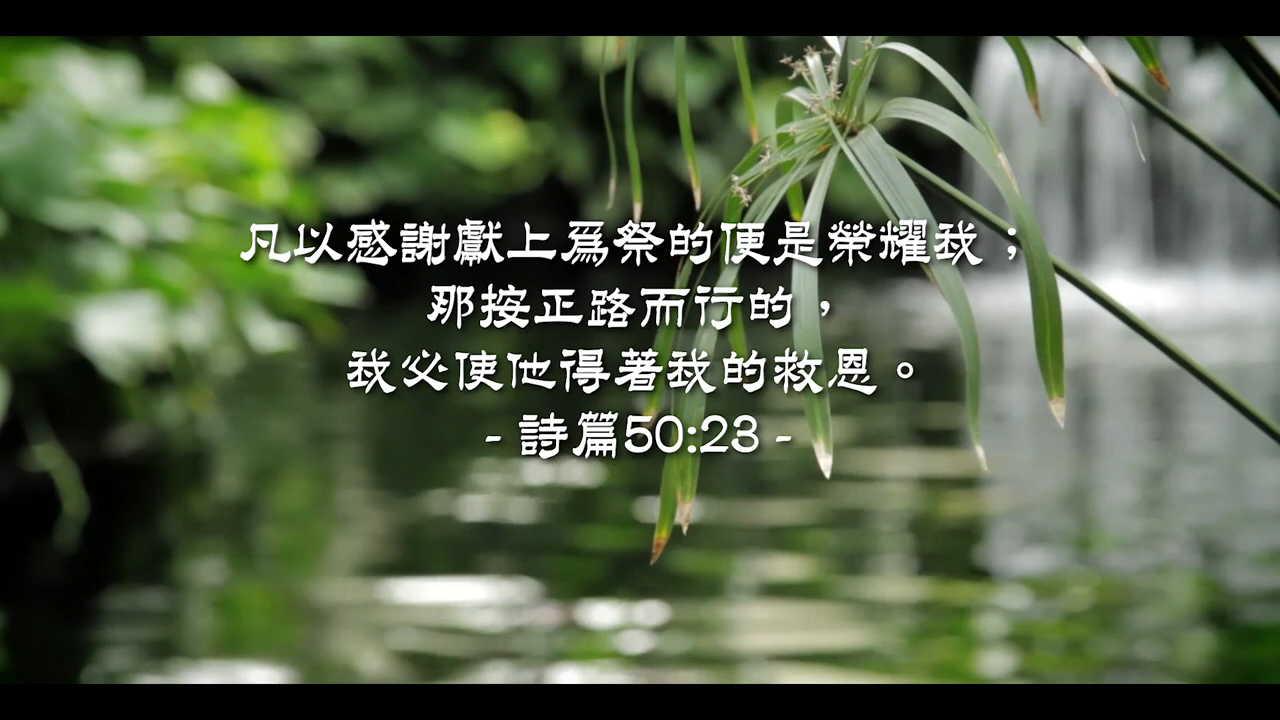 凡以感謝獻上爲祭的便是榮耀我；
那按正路而行的，
我必使他得著我的救恩。
- 詩篇50:23 -